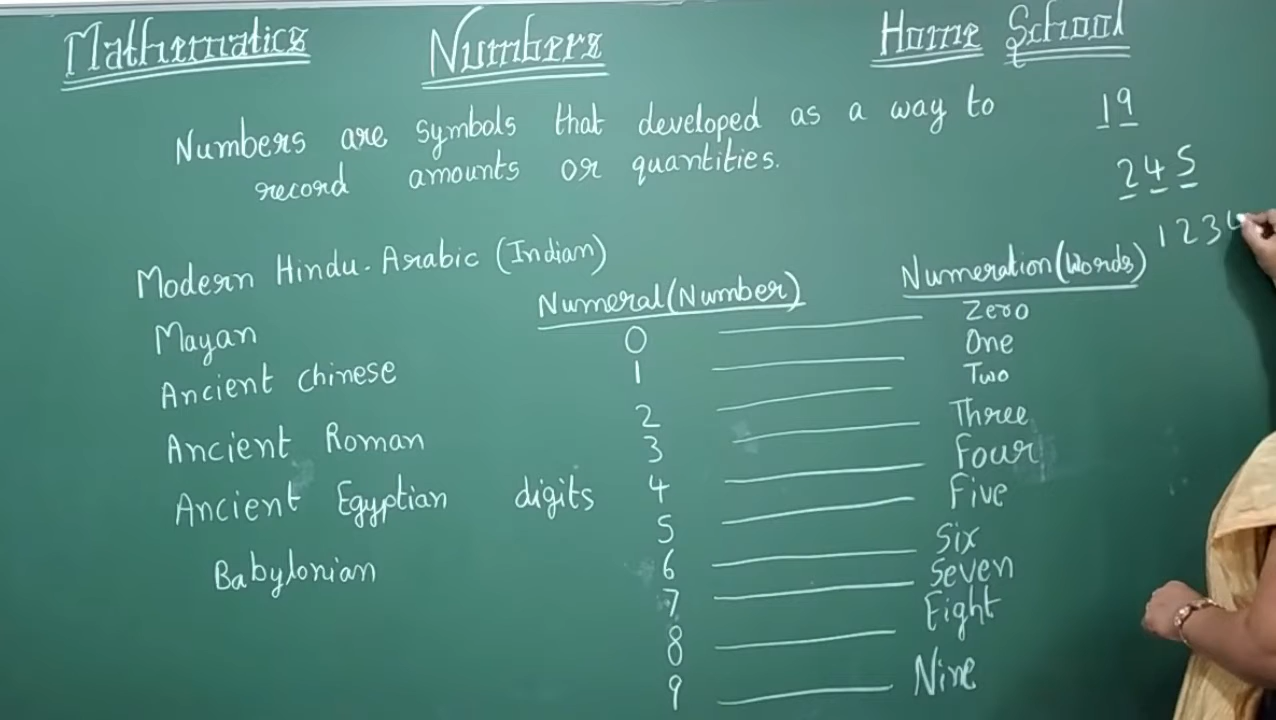 Mathematics Numbers Home School
Numbers are symbols that developed as a way to
record amounts or quantities.
19
245
123
Modern Hindu-Arabic (Indian)
Mayan
Ancient Chinese
Ancient Roman
Ancient Egyptian
Babylonian
digits
Numeral (Number) Numeration (Words)
0 Zero
1 One
2 Two
3 Three
4 Four
5 Five
6 Six
7 Seven
8 Eight
9 Nine